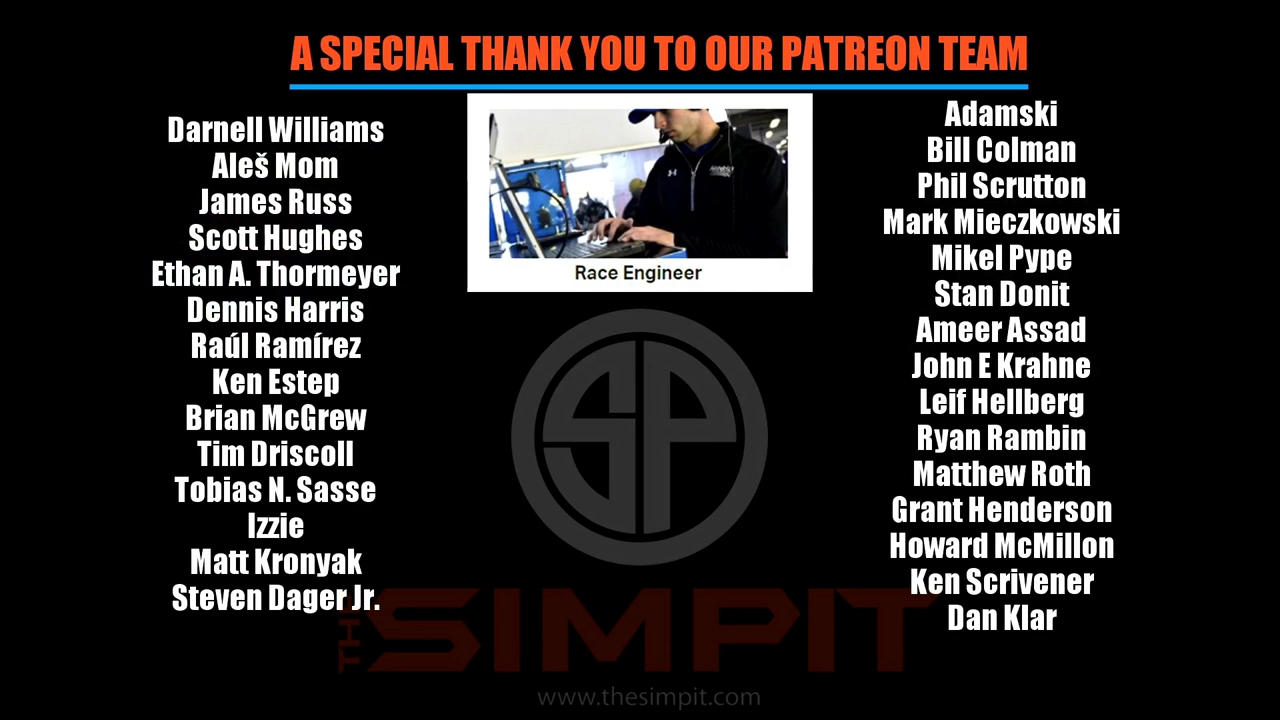 A SPECIAL THANK YOU TO OUR PATREON TEAM
Darnell Williams
Aleš Mom
James Russ
Scott Hughes
Ethan A. Thormeyer
Dennis Harris
Raúl Ramírez
Ken Estep
Brian McGrew
Tim Driscoll
Tobias N. Sasse
Izzie
Matt Kronyak
Steven Dager Jr.
Race Engineer
SP
THE SIMPIT
www.thesimpit.com
Adamski
Bill Colman
Phil Scrutton
Mark Mieczkowski
Mikel Pype
Stan Donit
Ameer Assad
John E Krahne
Leif Hellberg
Ryan Rambin
Matthew Roth
Grant Henderson
Howard McMillon
Ken Scrivener
Dan Klar